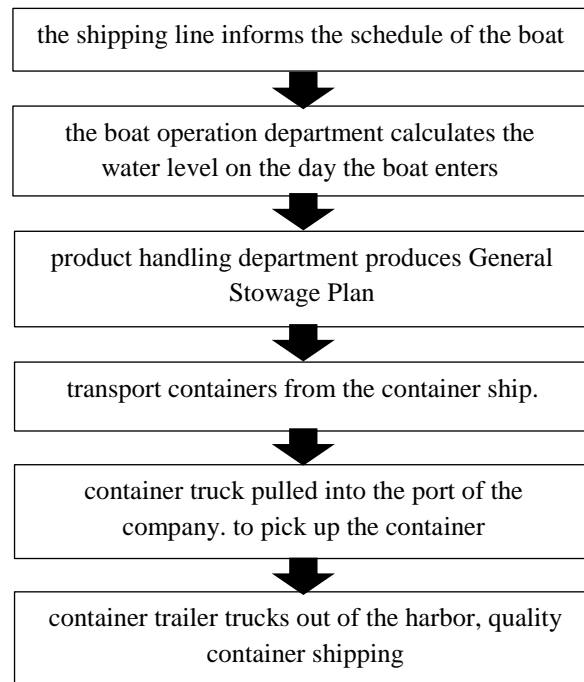 the shipping line informs the schedule of the boat
the boat operation department calculates the
water level on the day the boat enters
product handling department produces General
Stowage Plan
transport containers from the container ship.
container truck pulled into the port of the
company. to pick up the container
container trailer trucks out of the harbor, quality
container shipping